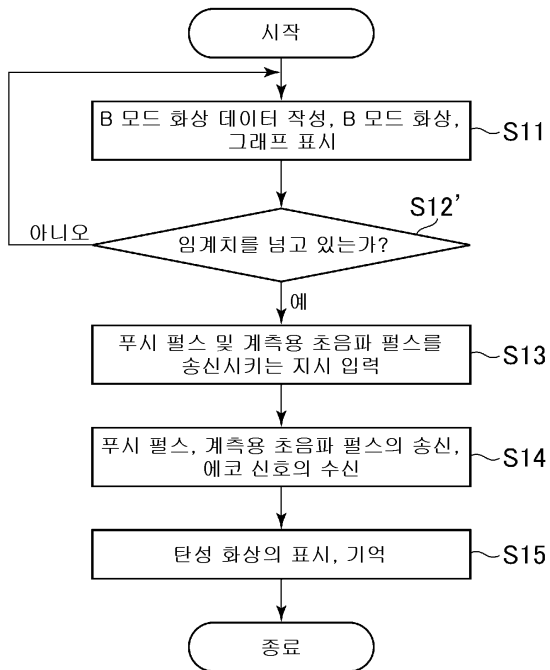 시작
B 모드 화상 데이터 작성, B 모드 화상,
그래프 표시
S11
S12'
임계치를 넘고 있는가?
아니오
예
푸시 펄스 및 계측용 초음파 펄스를
송신시키는 지시 입력
S13
푸시 펄스, 계측용 초음파 펄스의 송신,
에코 신호의 수신
S14
탄성 화상의 표시, 기억
S15
종료